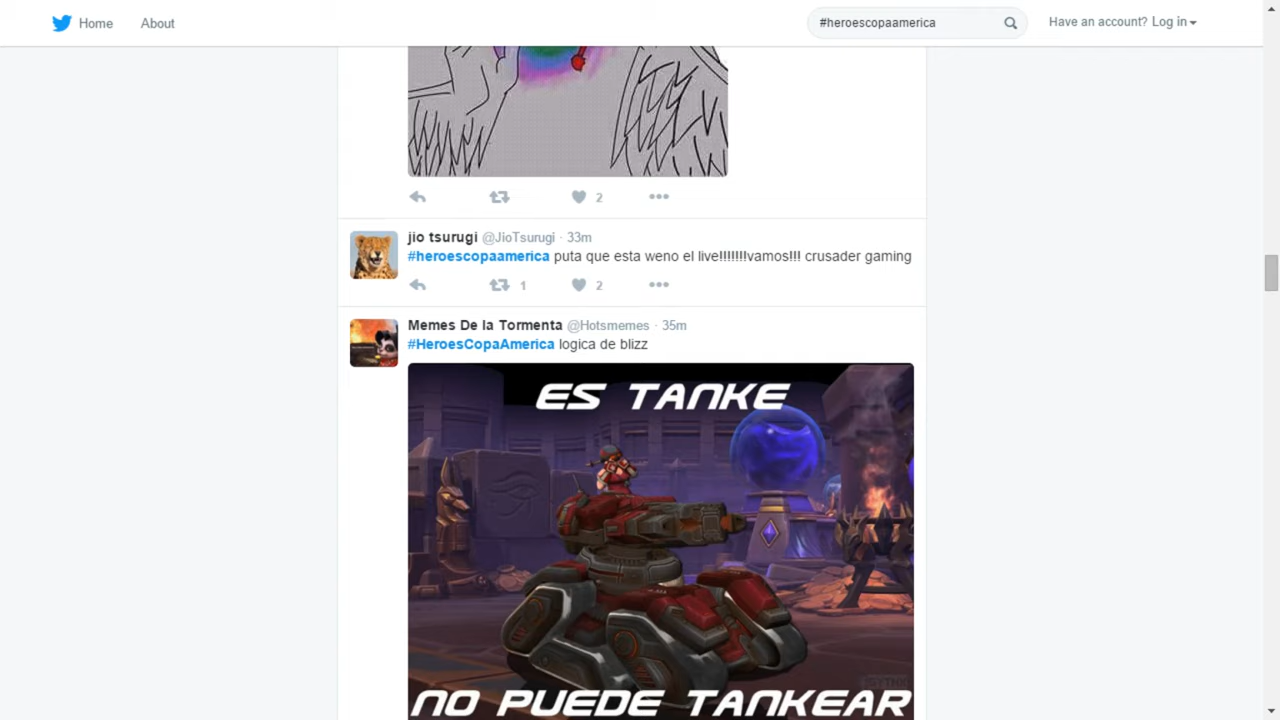 Home About #heroescopaamerica Have an account? Log in
2
jio tsurugi @JioTsurugi · 33m
#heroescopaamerica puta que esta weno el live!!!!!!!vamos!!! crusader gaming
1 2
Memes De la Tormenta @Hotsmemes · 35m
#HeroesCopaAmerica logica de blizz
ES TANKE
NO PUEDE TANKEAR